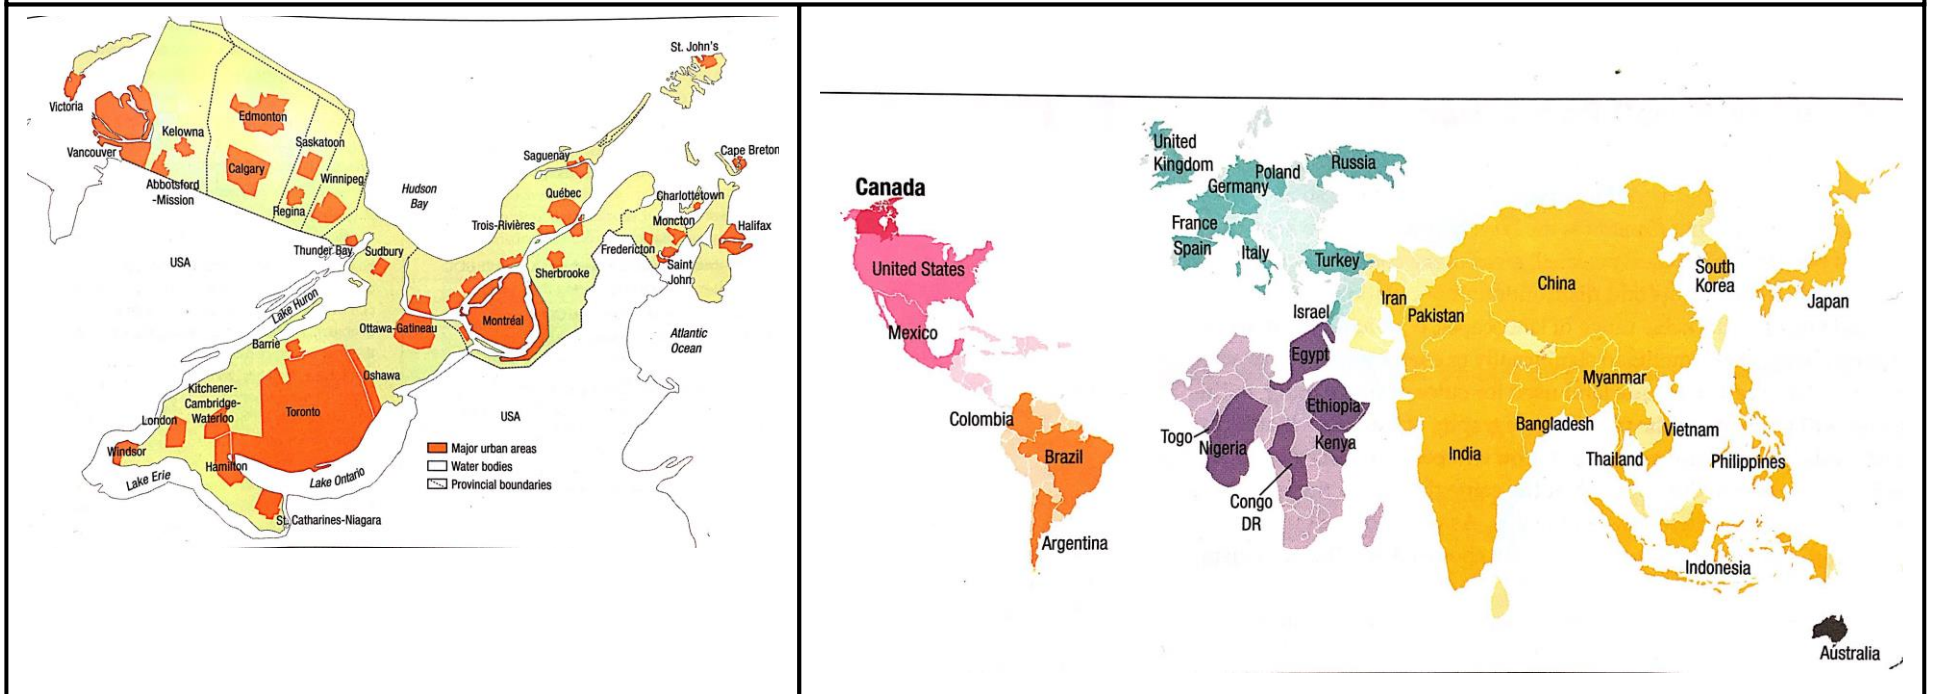 St. John's
Victoria
Edmonton
Kelowna
Saskatoon
Vancouver
Calgary
Winnipeg
Abbotsford
-Mission
Regina
Hudson
Bay
Saguenay
Cape Breton
Québec
Charlottetown
Trois-Rivières
Moncton
Halifax
Fredericton
Thunder Bay
Sudbury
Saint
John
Sherbrooke
USA
Lake Huron
Ottawa-Gatineau
Montréal
Atlantic
Ocean
Barrie
Oshawa
Kitchener-
Cambridge-
Waterloo
Toronto
London
USA
Windsor
Hamilton
Lake Erie
Lake Ontario
St. Catharines-Niagara
Major urban areas
Water bodies
Provincial boundaries
Canada
United States
Mexico
Colombia
Brazil
Argentina
United
Kingdom
Poland
Germany
Russia
France
Spain
Italy
Turkey
Israel
Egypt
Ethiopia
Togo
Nigeria
Kenya
Congo
DR
Iran
Pakistan
China
South
Korea
Japan
Myanmar
Bangladesh
Vietnam
India
Thailand
Philippines
Indonesia
Australia